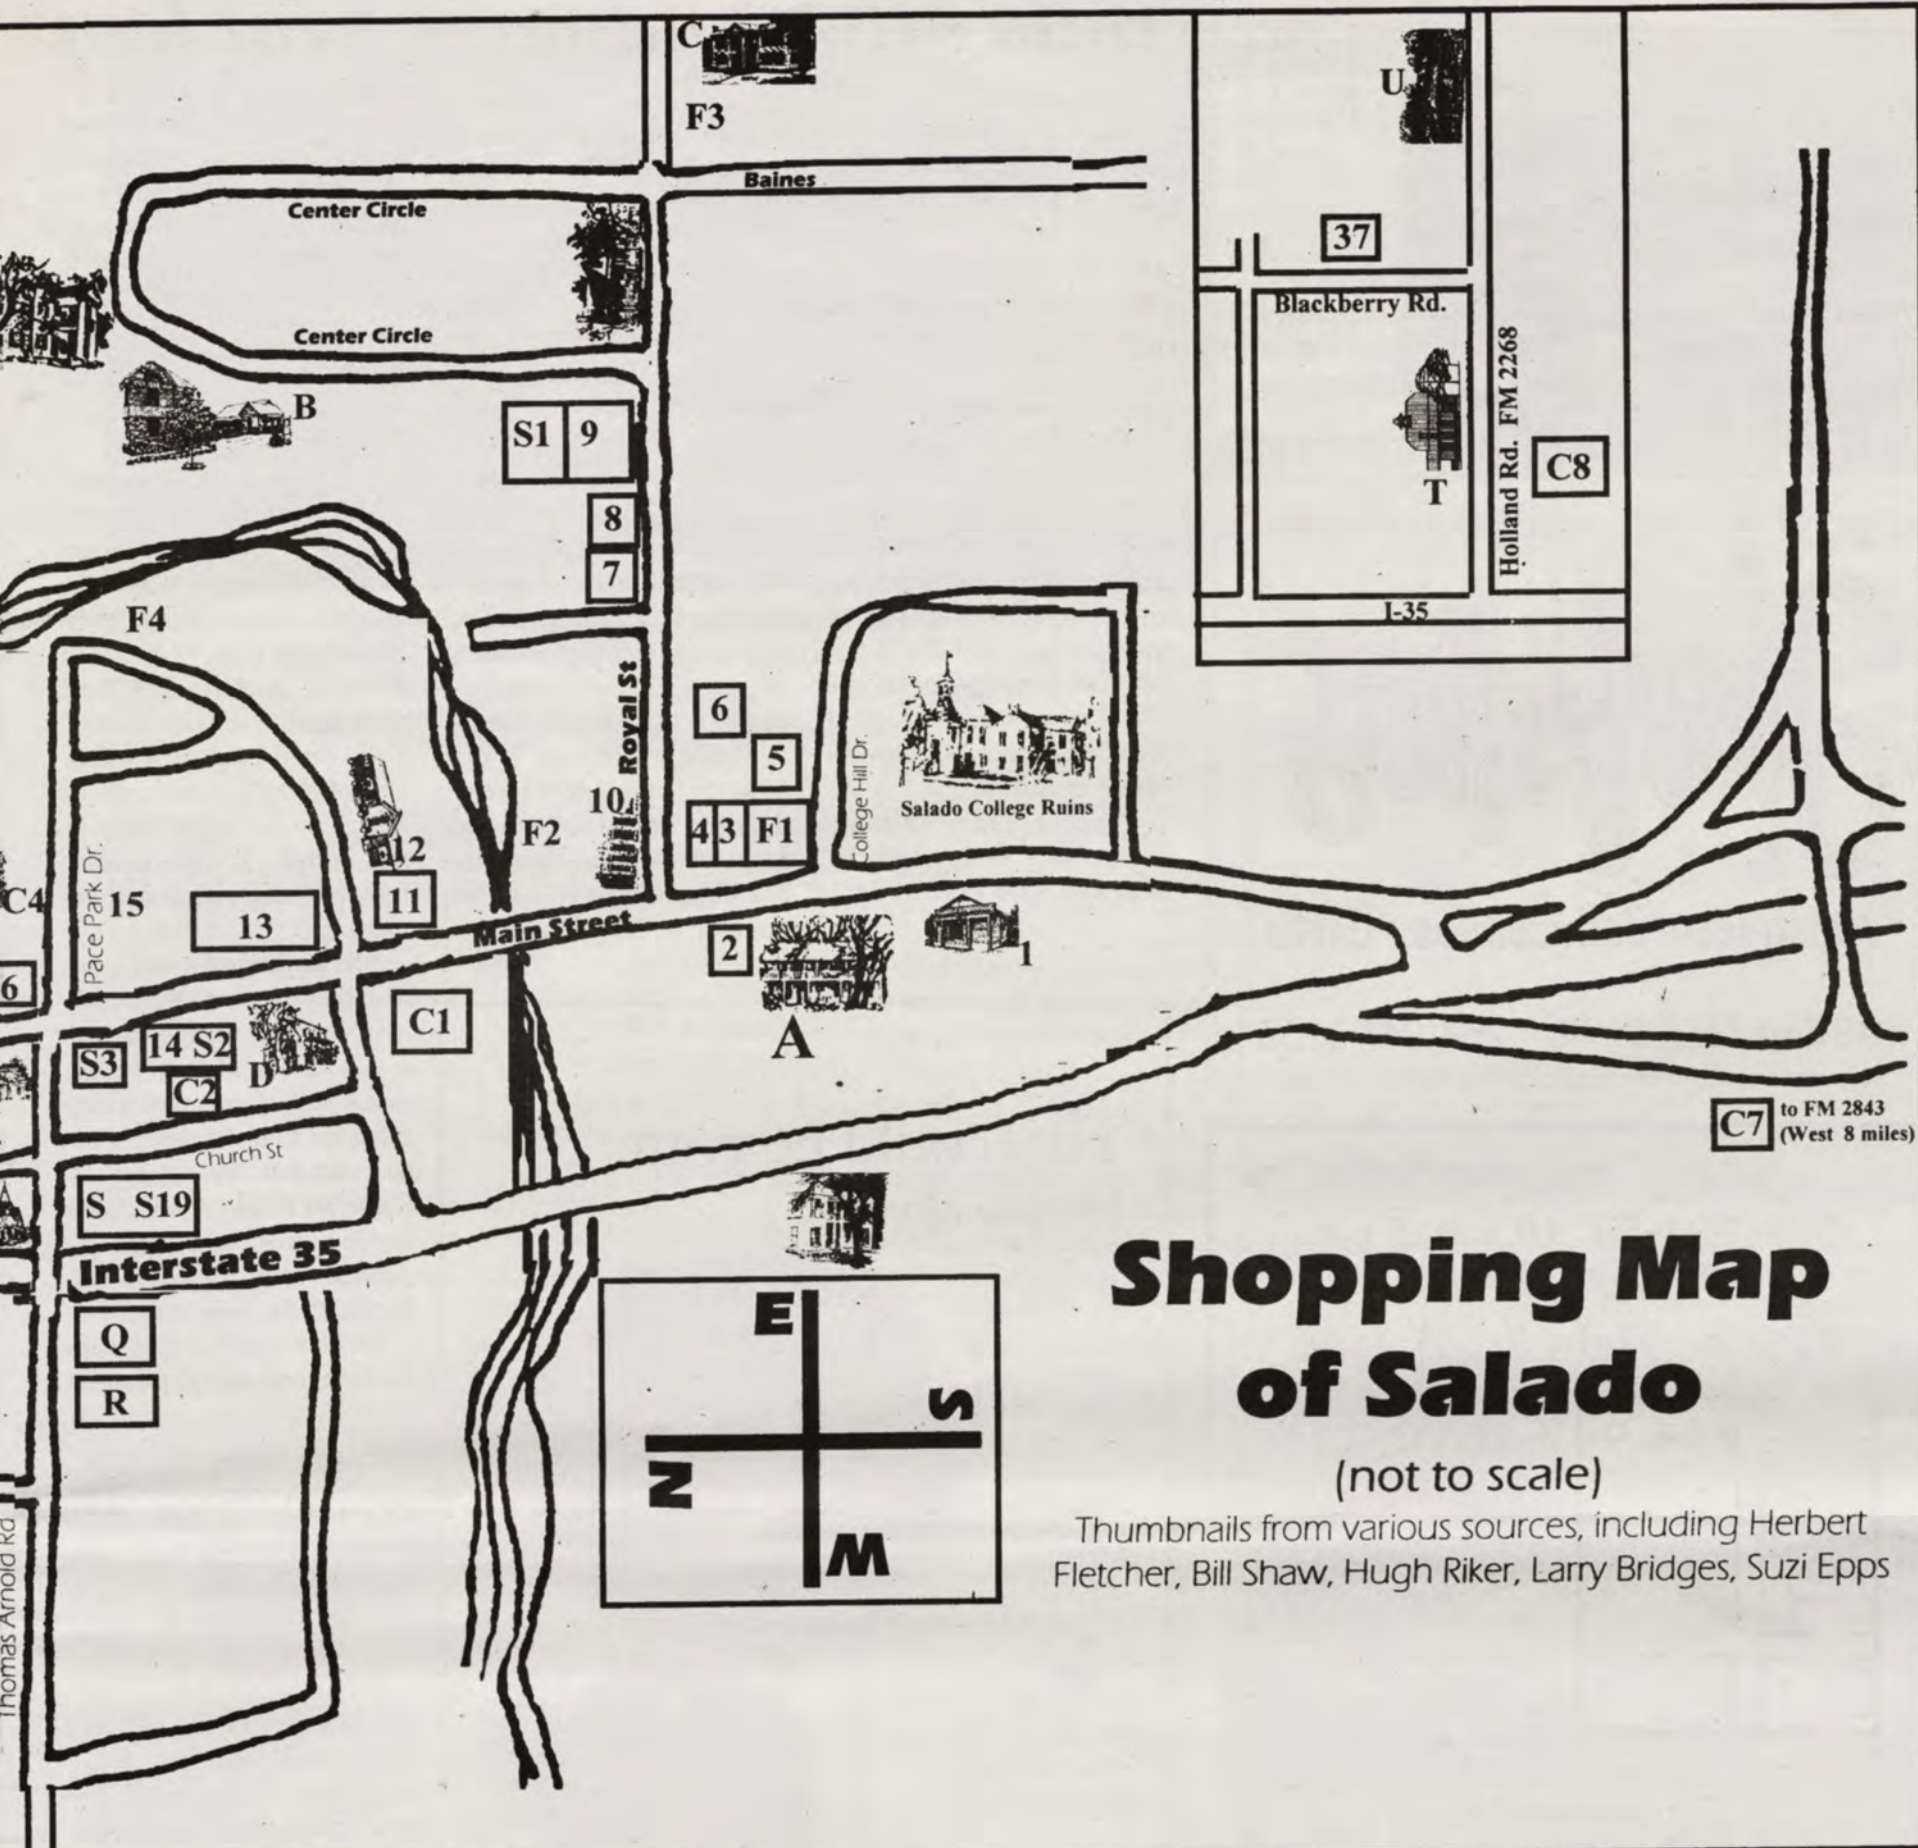 C
F3
U
Baines
Center Circle
37
Blackberry Rd.
Center Circle
Holland Rd. FM 2268
B
S1 9
C8
T
8
7
I-35
F4
Royal St
6
5
College Hill Dr.
Salado College Ruins
10
4 3 F1
F2
12
11
C4
Pace Park Dr.
15
13
Main Street
2
1
A
6
C1
14 S2
S3
D
C2
C7
to FM 2843
(West 8 miles)
Church St
S S19
Interstate 35
Q
R
E
S
N
W
Shopping Map
of Salado
(not to scale)
Thumbnails from various sources, including Herbert
Fletcher, Bill Shaw, Hugh Riker, Larry Bridges, Suzi Epps
Thomas Arnold Rd